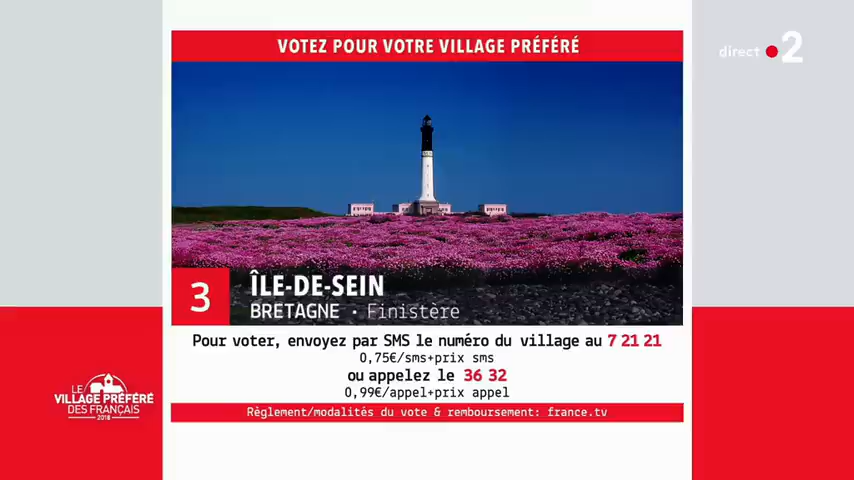 VOTEZ POUR VOTRE VILLAGE PRÉFÉRÉ
direct 2
3
ÎLE-DE-SEIN
BRETAGNE • Finistère
Pour voter, envoyez par SMS le numéro du village au 7 21 21
0,75€/sms+prix sms
ou appelez le 36 32
0,99€/appel+prix appel
Règlement/modalités du vote & remboursement: france.tv
LE
VILLAGE PRÉFÉRÉ
DES FRANÇAIS
2018